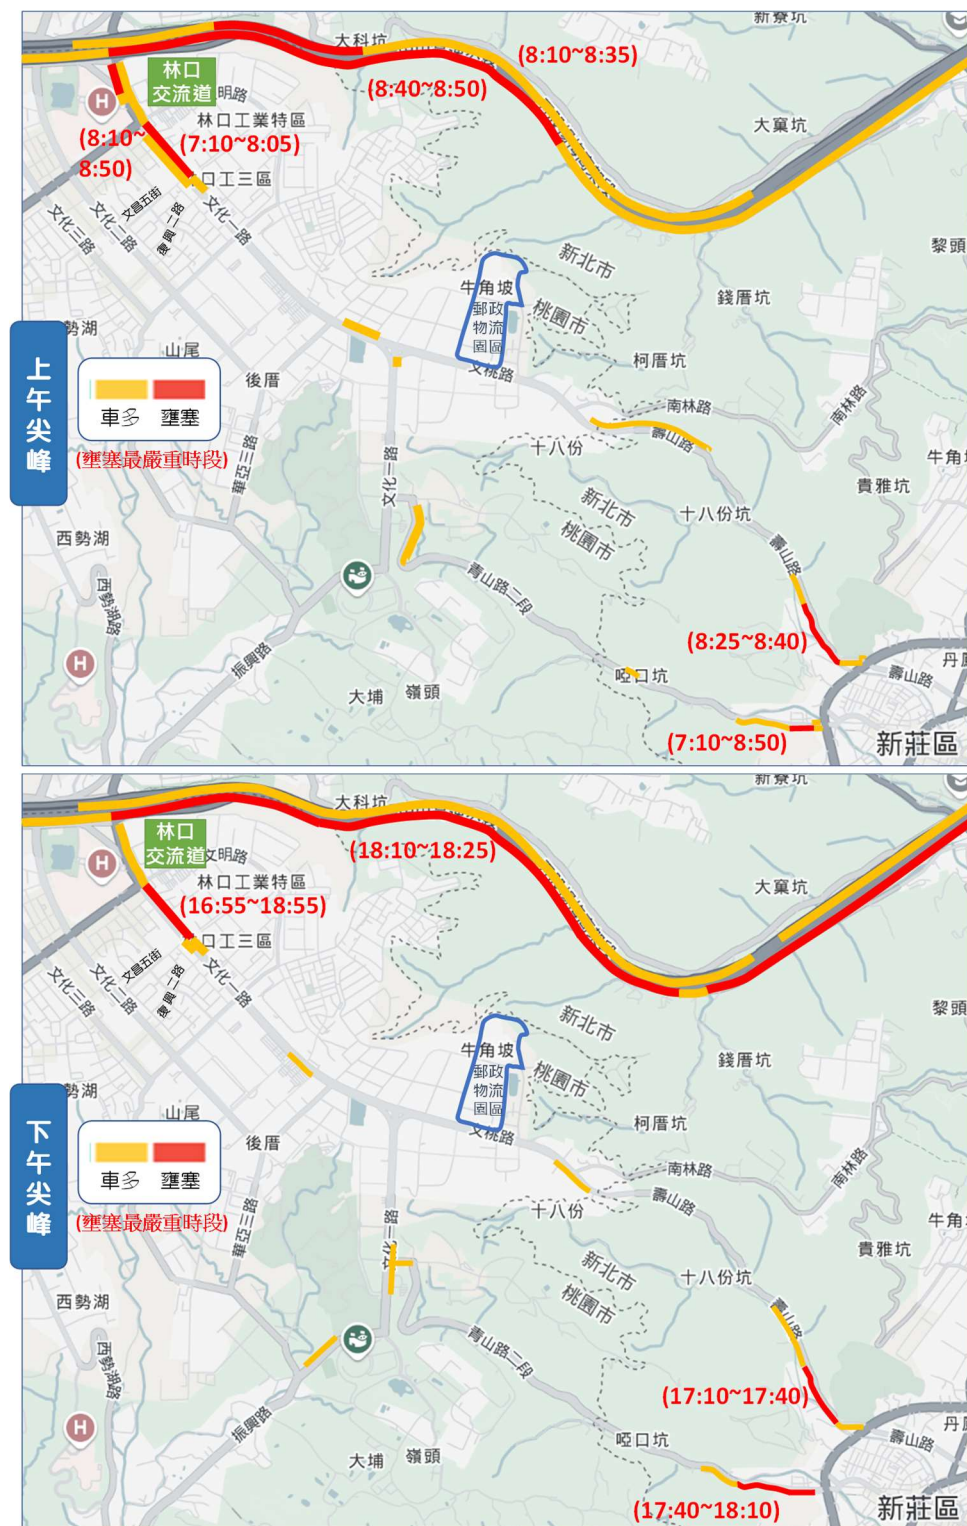 新寮坑
大科坑
(8:10~8:35)
林口
交流道
(8:40~8:50)
明路
林口工業特區
大窠坑
(8:10~
8:50)
(7:10~8:05)
口工三區
文昌五街
復興二路
文化一路
文化二路
文化三路
黎頭
新北市
牛角坡
桃園市
郵政
物流
園區
錢厝坑
上午尖峰
勢湖
山尾
後厝
文桃路
柯厝坑
車多
壅塞
(壅塞最嚴重時段)
南林路
南林路
壽山路
十八份
華亞三路
文化一路
牛角坑
貴雅坑
新北市
桃園市
十八份坑
西勢湖
壽山路
青山路二段
西勢湖路
(8:25~8:40)
振興路
大埔
嶺頭
啞口坑
丹鳳
壽山路
(7:10~8:50)
新莊區
新寮坑
大科坑
林口
交流道
(18:10~18:25)
文明路
林口工業特區
大窠坑
(16:55~18:55)
口工三區
文昌五街
復興二路
文化一路
文化二路
文化三路
黎頭
新北市
牛角坡
桃園市
郵政
物流
園區
錢厝坑
下午尖峰
勢湖
山尾
後厝
文桃路
柯厝坑
車多
壅塞
(壅塞最嚴重時段)
南林路
南林路
壽山路
十八份
華亞三路
文化一路
牛角
貴雅坑
新北市
桃園市
十八份坑
西勢湖
壽山路
青山路二段
西勢湖路
(17:10~17:40)
振興路
大埔
嶺頭
啞口坑
丹鳳
壽山路
(17:40~18:10)
新莊區